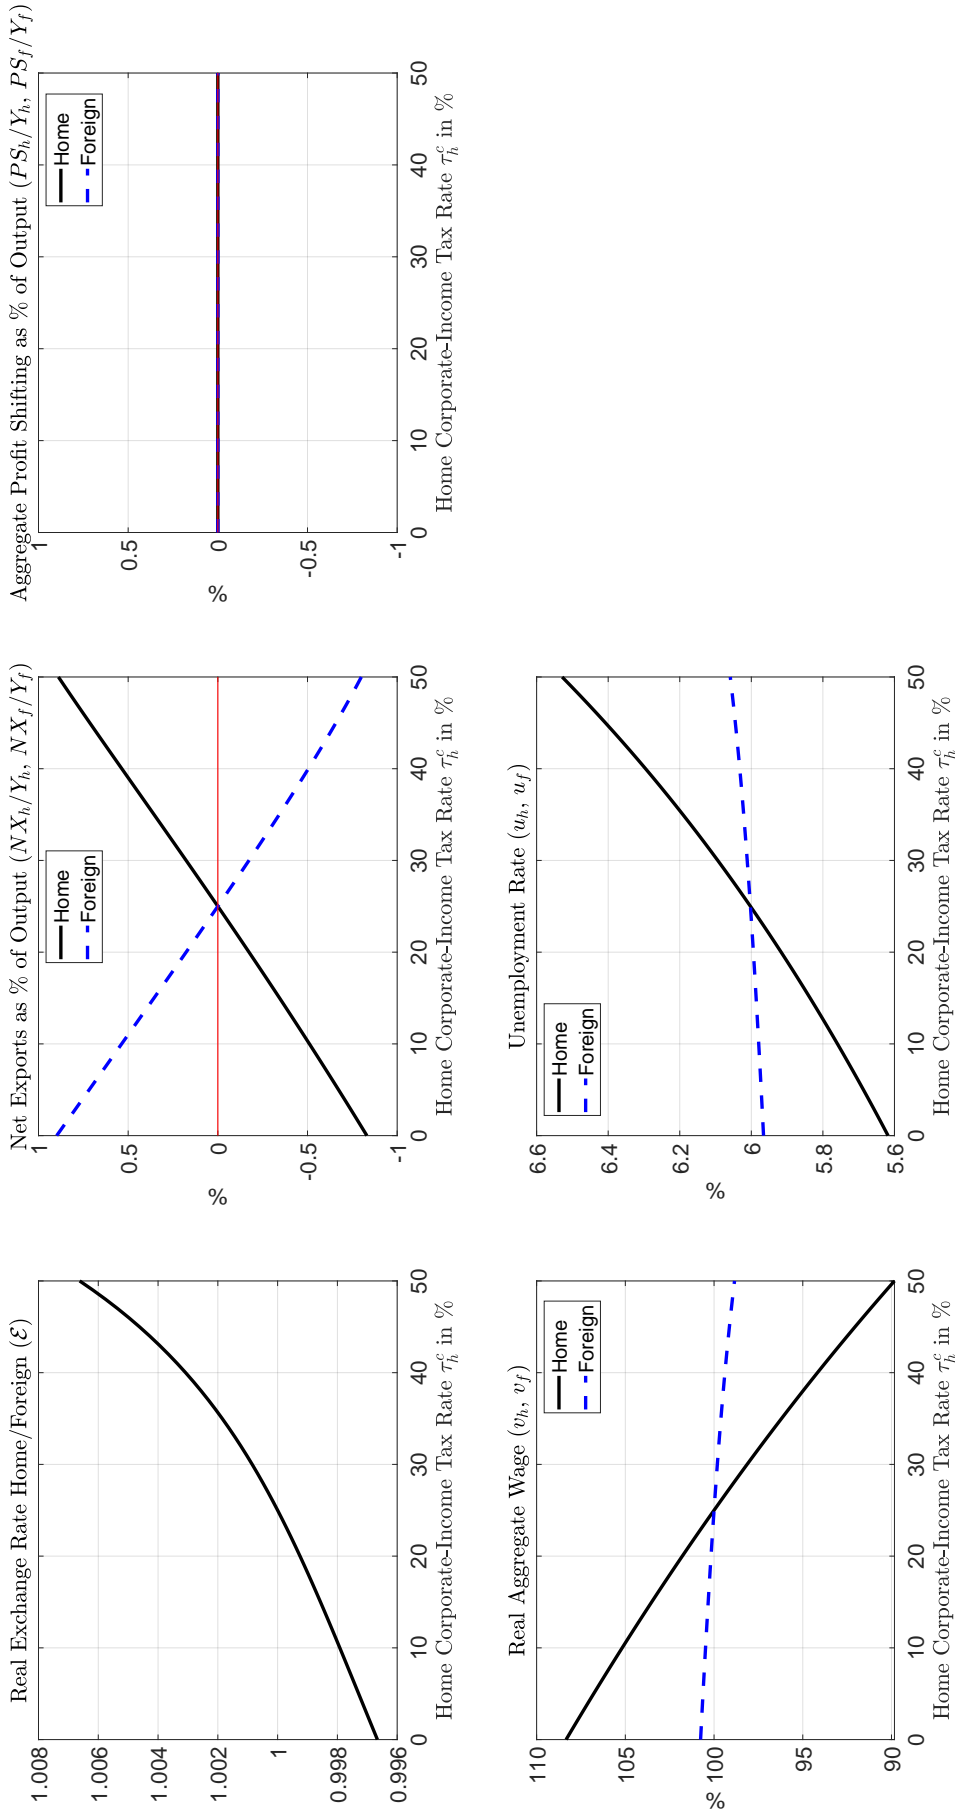 Real Exchange Rate Home/Foreign (ℰ)
1.008
1.006
1.004
1.002
1
0.998
0.996
0 10 20 30 40 50
Home Corporate-Income Tax Rate τ_h^c in %
Net Exports as % of Output (NX_h/Y_h, NX_f/Y_f)
Home
Foreign
%
1
0.5
0
-0.5
-1
0 10 20 30 40 50
Home Corporate-Income Tax Rate τ_h^c in %
Aggregate Profit Shifting as % of Output (PS_h/Y_h, PS_f/Y_f)
Home
Foreign
%
1
0.5
0
-0.5
-1
0 10 20 30 40 50
Home Corporate-Income Tax Rate τ_h^c in %
Real Aggregate Wage (v_h, v_f)
Home
Foreign
%
110
105
100
95
90
0 10 20 30 40 50
Home Corporate-Income Tax Rate τ_h^c in %
Unemployment Rate (u_h, u_f)
Home
Foreign
%
6.6
6.4
6.2
6
5.8
5.6
0 10 20 30 40 50
Home Corporate-Income Tax Rate τ_h^c in %